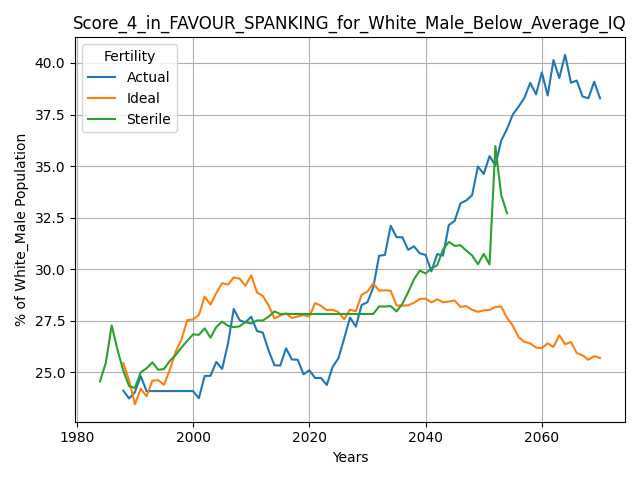 Score_4_in_FAVOUR_SPANKING_for_White_Male_Below_Average_IQ
Fertility
Actual
Ideal
Sterile
% of White_Male Population
40.0
37.5
35.0
32.5
30.0
27.5
25.0
1980
2000
2020
2040
2060
Years